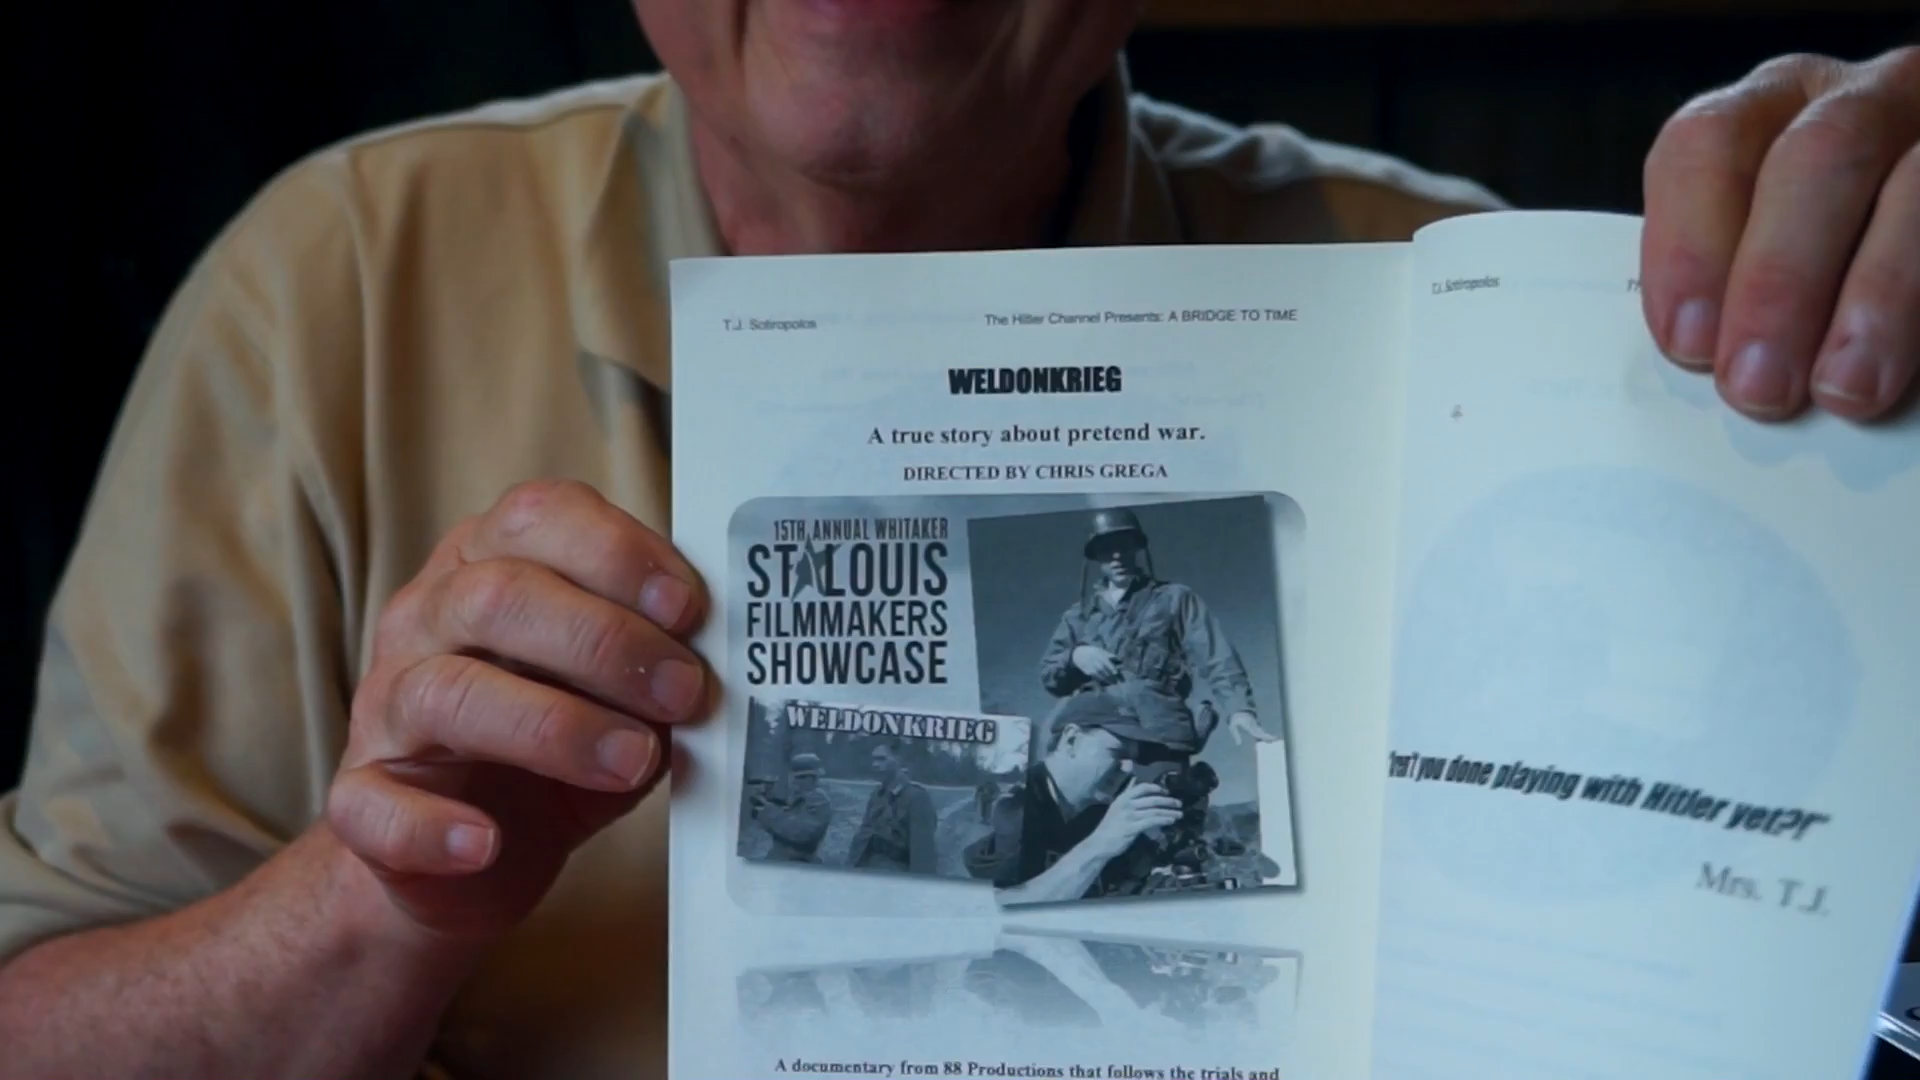 T.J. Sotiropolos
The Hitler Channel Presents: A BRIDGE TO TIME
WELDONKRIEG
A true story about pretend war.
DIRECTED BY CHRIS GREGA
15TH ANNUAL WHITAKER
ST LOUIS
FILMMAKERS
SHOWCASE
WELDONKRIEG
A documentary from 88 Productions that follows the trials and
T.J. Sotiropolos
you done playing with Hitler yet?!"
Mrs. T.J.